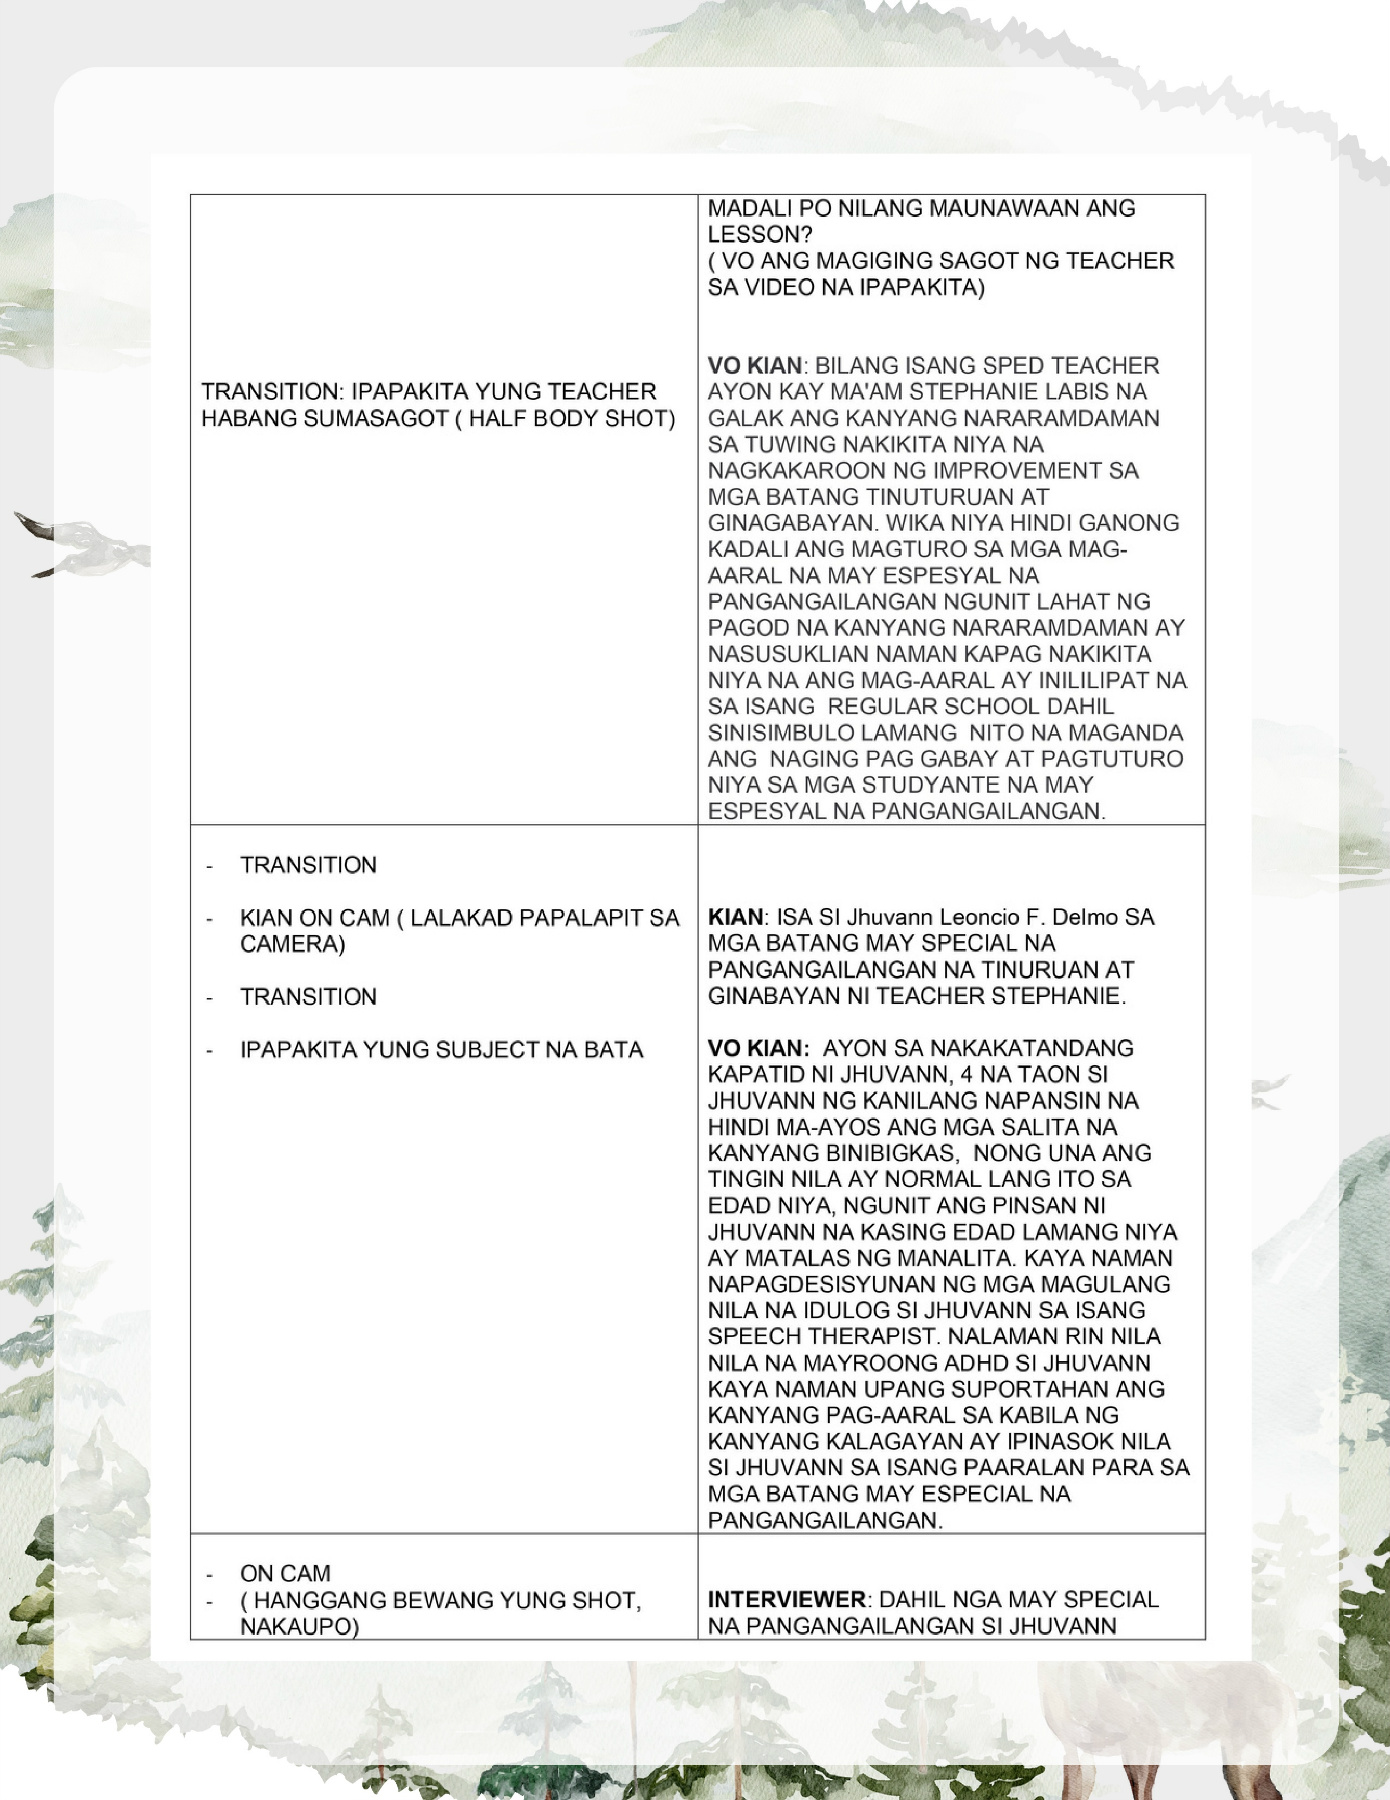 MADALI PO NILANG MAUNAWAAN ANG
LESSON?
( VO ANG MAGIGING SAGOT NG TEACHER
SA VIDEO NA IPAPAKITA)
TRANSITION: IPAPAKITA YUNG TEACHER
HABANG SUMASAGOT ( HALF BODY SHOT)
VO KIAN: BILANG ISANG SPED TEACHER
AYON KAY MA'AM STEPHANIE LABIS NA
GALAK ANG KANYANG NARARAMDAMAN
SA TUWING NAKIKITA NIYA NA
NAGKAKAROON NG IMPROVEMENT SA
MGA BATANG TINUTURUAN AT
GINAGABAYAN. WIKA NIYA HINDI GANONG
KADALI ANG MAGTURO SA MGA MAG-
AARAL NA MAY ESPESYAL NA
PANGANGAILANGAN NGUNIT LAHAT NG
PAGOD NA KANYANG NARARAMDAMAN AY
NASUSUKLIAN NAMAN KAPAG NAKIKITA
NIYA NA ANG MAG-AARAL AY INILILIPAT NA
SA ISANG  REGULAR SCHOOL DAHIL
SINISIMBULO LAMANG  NITO NA MAGANDA
ANG  NAGING PAG GABAY AT PAGTUTURO
NIYA SA MGA STUDYANTE NA MAY
ESPESYAL NA PANGANGAILANGAN.
- TRANSITION
- KIAN ON CAM ( LALAKAD PAPALAPIT SA
CAMERA)
- TRANSITION
- IPAPAKITA YUNG SUBJECT NA BATA
KIAN: ISA SI Jhuvann Leoncio F. Delmo SA
MGA BATANG MAY SPECIAL NA
PANGANGAILANGAN NA TINURUAN AT
GINABAYAN NI TEACHER STEPHANIE.
VO KIAN:  AYON SA NAKAKATANDANG
KAPATID NI JHUVANN, 4 NA TAON SI
JHUVANN NG KANILANG NAPANSIN NA
HINDI MA-AYOS ANG MGA SALITA NA
KANYANG BINIBIGKAS,  NONG UNA ANG
TINGIN NILA AY NORMAL LANG ITO SA
EDAD NIYA, NGUNIT ANG PINSAN NI
JHUVANN NA KASING EDAD LAMANG NIYA
AY MATALAS NG MANALITA. KAYA NAMAN
NAPAGDESISYUNAN NG MGA MAGULANG
NILA NA IDULOG SI JHUVANN SA ISANG
SPEECH THERAPIST. NALAMAN RIN NILA
NILA NA MAYROONG ADHD SI JHUVANN
KAYA NAMAN UPANG SUPORTAHAN ANG
KANYANG PAG-AARAL SA KABILA NG
KANYANG KALAGAYAN AY IPINASOK NILA
SI JHUVANN SA ISANG PAARALAN PARA SA
MGA BATANG MAY ESPECIAL NA
PANGANGAILANGAN.
- ON CAM
- ( HANGGANG BEWANG YUNG SHOT,
NAKAUPO)
INTERVIEWER: DAHIL NGA MAY SPECIAL
NA PANGANGAILANGAN SI JHUVANN